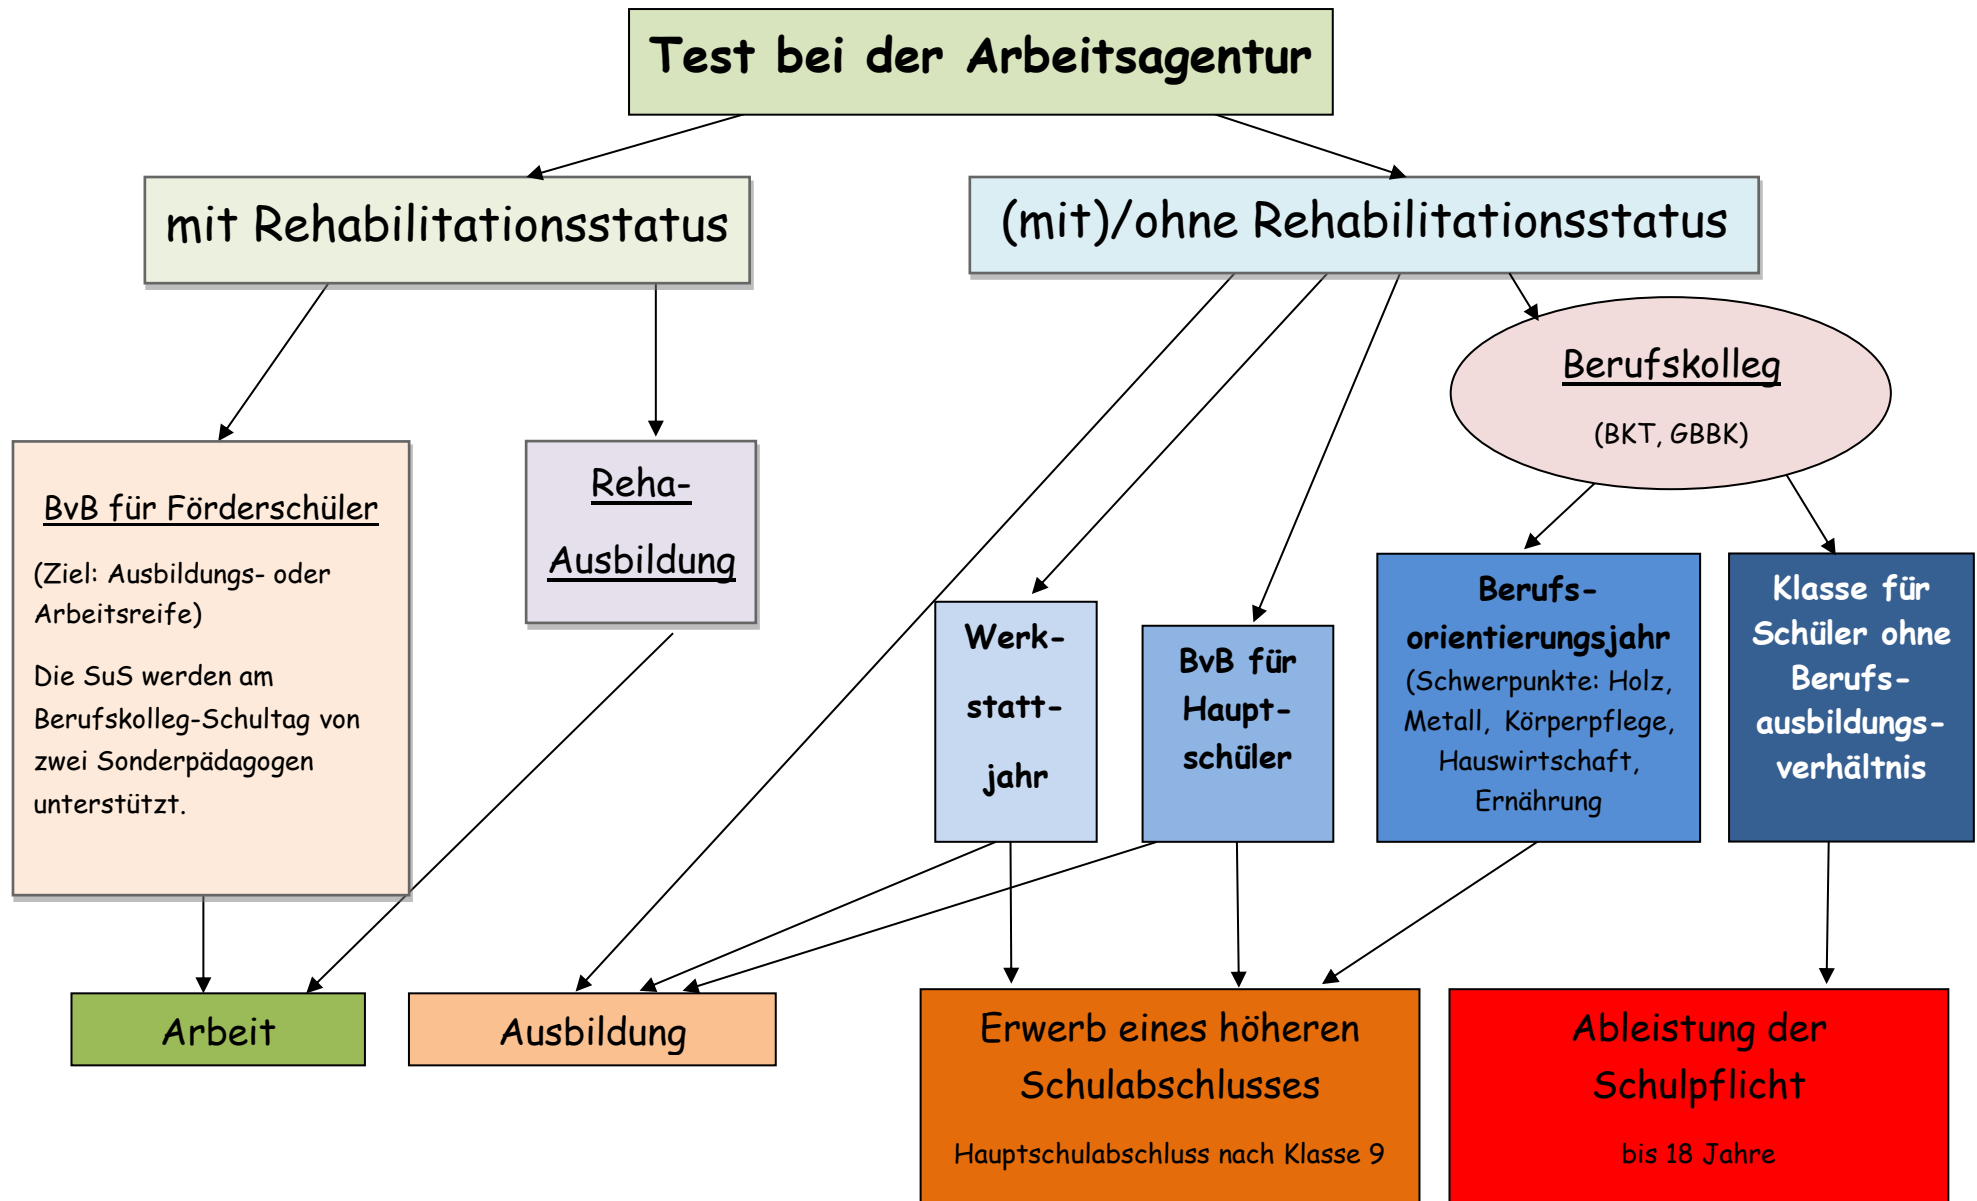 Test bei der Arbeitsagentur
mit Rehabilitationsstatus
(mit)/ohne Rehabilitationsstatus
Berufskolleg
(BKT, GBBK)
BvB für Förderschüler
(Ziel: Ausbildungs- oder
Arbeitsreife)
Die SuS werden am
Berufskolleg-Schultag von
zwei Sonderpädagogen
unterstützt.
Reha-
Ausbildung
Werk-
statt-
jahr
BvB für
Haupt-
schüler
Berufs-
orientierungsjahr
(Schwerpunkte: Holz,
Metall, Körperpflege,
Hauswirtschaft,
Ernährung
Klasse für
Schüler ohne
Berufs-
ausbildungs-
verhältnis
Arbeit
Ausbildung
Erwerb eines höheren
Schulabschlusses
Hauptschulabschluss nach Klasse 9
Ableistung der
Schulpflicht
bis 18 Jahre